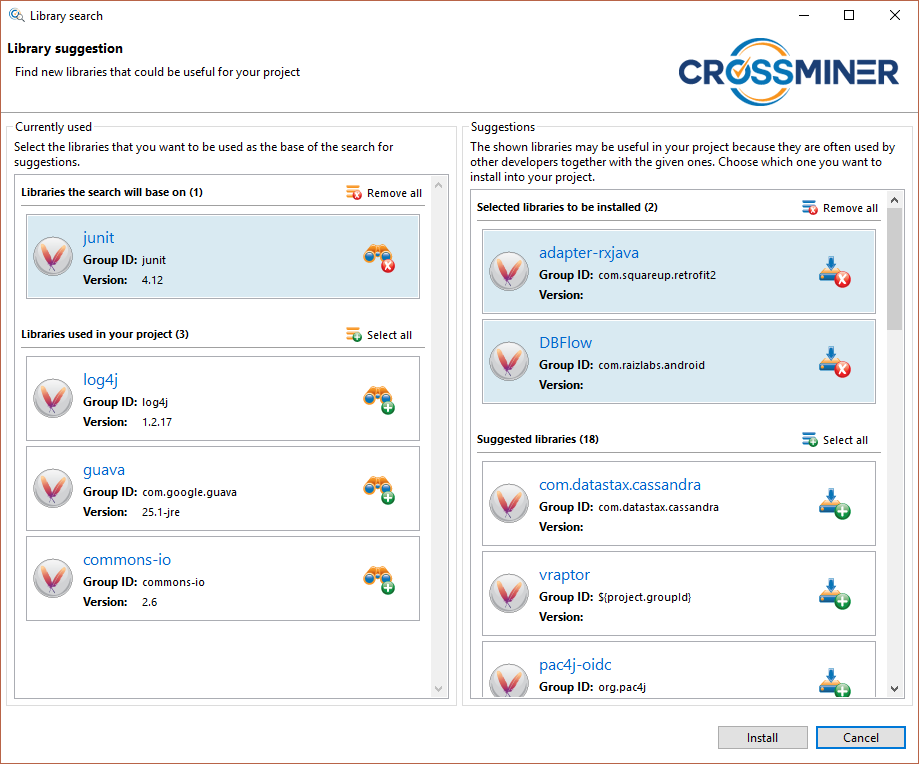 Library search
Library suggestion
Find new libraries that could be useful for your project
CROSSMINER
Currently used
Select the libraries that you want to be used as the base of the search for
suggestions.
Libraries the search will base on (1)
Remove all
junit
Group ID: junit
Version: 4.12
Libraries used in your project (3)
Select all
log4j
Group ID: log4j
Version: 1.2.17
guava
Group ID: com.google.guava
Version: 25.1-jre
commons-io
Group ID: commons-io
Version: 2.6
Suggestions
The shown libraries may be useful in your project because they are often used by
other developers together with the given ones. Choose which one you want to
install into your project.
Selected libraries to be installed (2)
Remove all
adapter-rxjava
Group ID: com.squareup.retrofit2
Version:
DBFlow
Group ID: com.raizlabs.android
Version:
Suggested libraries (18)
Select all
com.datastax.cassandra
Group ID: com.datastax.cassandra
Version:
vraptor
Group ID: ${project.groupId}
Version:
pac4j-oidc
Group ID: org.pac4j
Install
Cancel